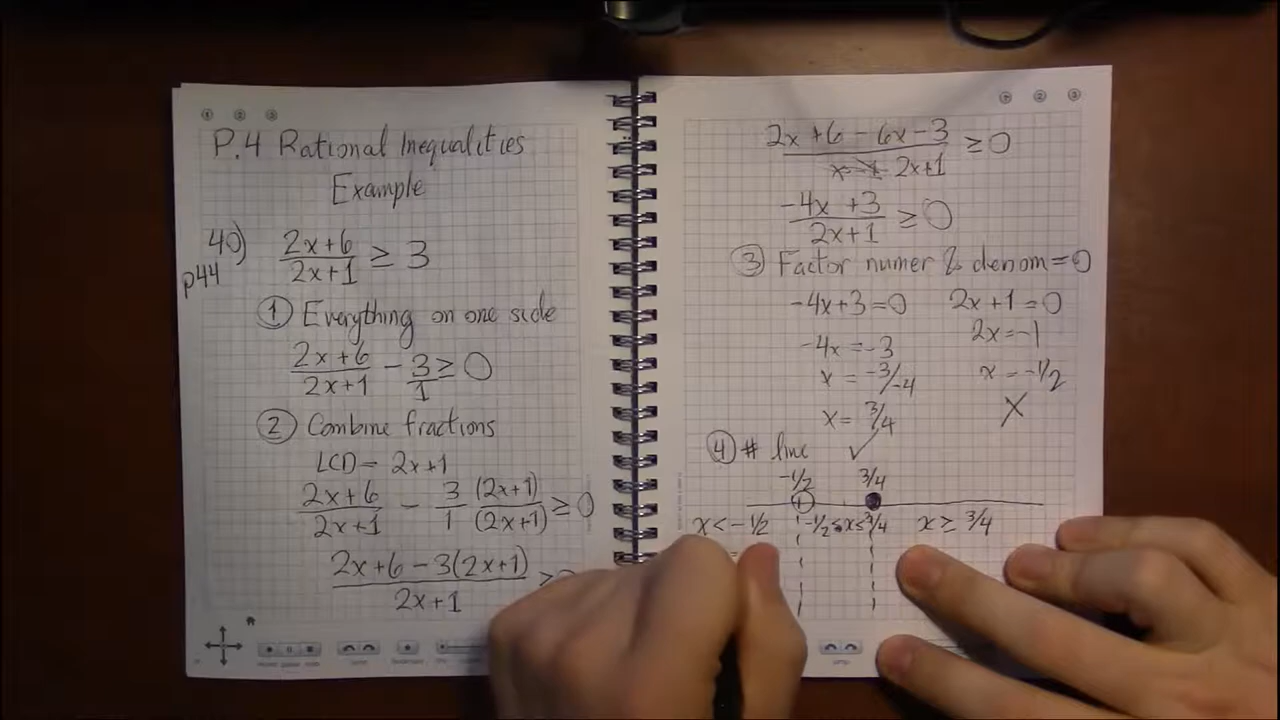 P.4 Rational Inequalities
Example
40)
p44
2x+6/2x+1 ≥ 3
① Everything on one side
2x+6/2x+1 - 3/1 ≥ 0
② Combine fractions
LCD = 2x+1
2x+6/2x+1 - 3/1 (2x+1)/(2x+1) ≥ 0
2x+6-3(2x+1)/2x+1 ≥
2x+6-6x-3/2x+1 ≥ 0
-4x+3/2x+1 ≥ 0
③ Factor numer & denom = 0
-4x+3=0 2x+1=0
-4x=-3 2x=-1
x = -3/-4 x = -1/2
x = 3/4 X
✓
④ # line
-1/2 3/4
x < -1/2 -1/2 < x ≤ 3/4 x ≥ 3/4